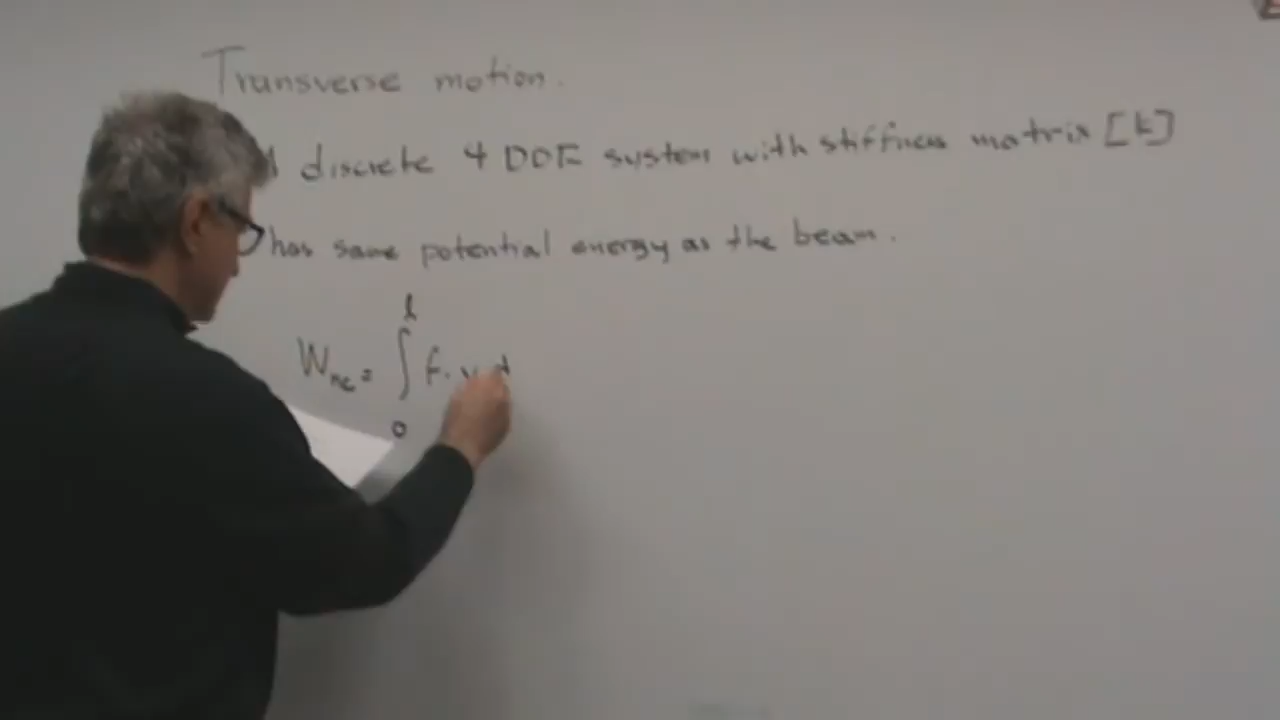 Transverse motion.
discrete 4 DOF system with stiffness matrix [k]
has same potential energy as the beam.
l
W_nc = ∫ f.
0